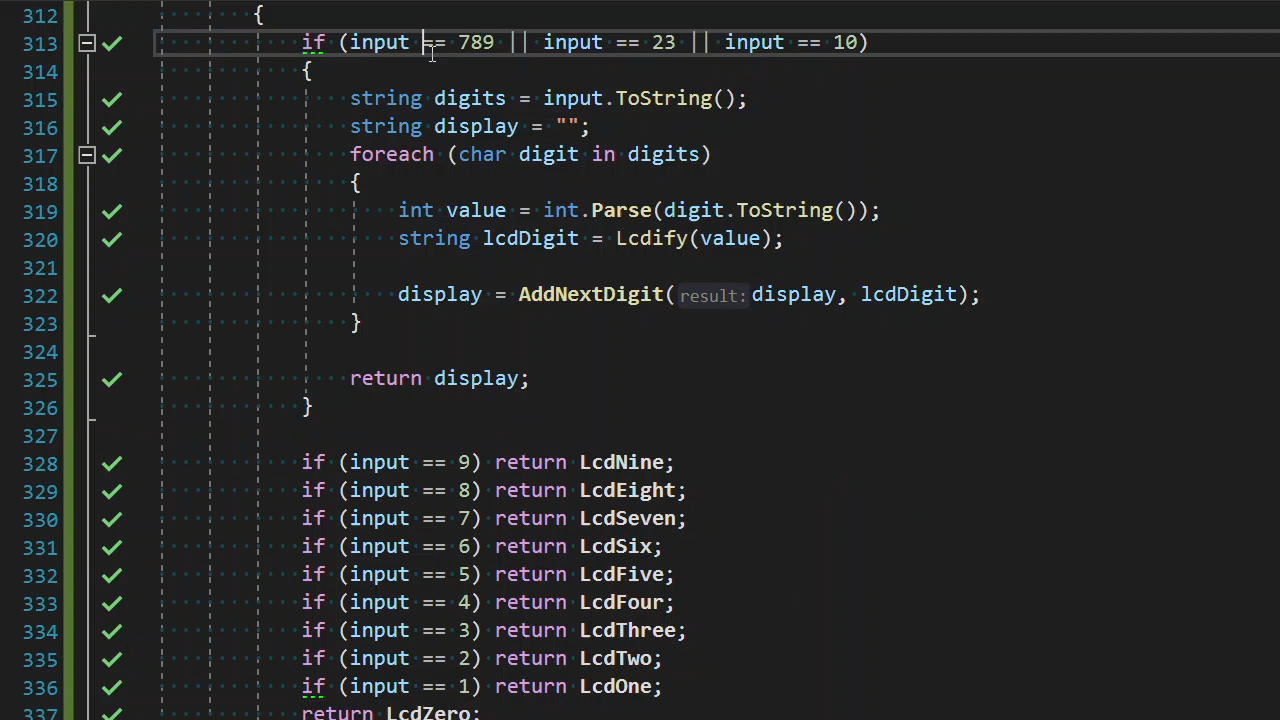 312 {
313 if (input == 789 || input == 23 || input == 10)
314 {
315 string digits = input.ToString();
316 string display = "";
317 foreach (char digit in digits)
318 {
319 int value = int.Parse(digit.ToString());
320 string lcdDigit = Lcdify(value);
321
322 display = AddNextDigit(result: display, lcdDigit);
323 }
324
325 return display;
326 }
327
328 if (input == 9) return LcdNine;
329 if (input == 8) return LcdEight;
330 if (input == 7) return LcdSeven;
331 if (input == 6) return LcdSix;
332 if (input == 5) return LcdFive;
333 if (input == 4) return LcdFour;
334 if (input == 3) return LcdThree;
335 if (input == 2) return LcdTwo;
336 if (input == 1) return LcdOne;
337 return LcdZero;